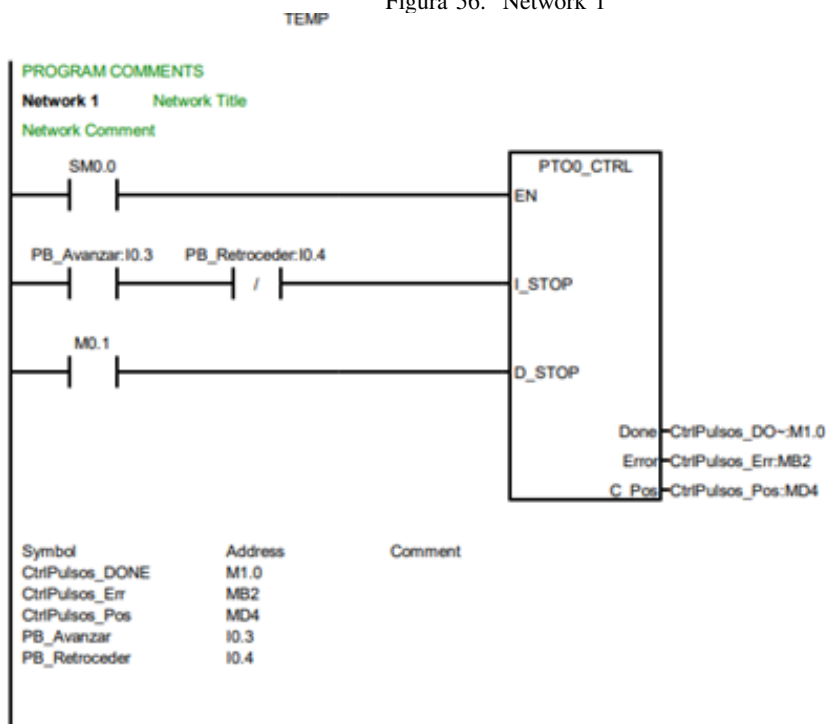 Figura 56. Network 1
TEMP
PROGRAM COMMENTS
Network 1 Network Title
Network Comment
SM0.0
PTO0_CTRL
EN
PB_Avanzar:I0.3 PB_Retroceder:I0.4
/
I_STOP
M0.1
D_STOP
Done CtrlPulsos_DO~:M1.0
Error CtrlPulsos_Err:MB2
C_Pos CtrlPulsos_Pos:MD4
Symbol Address Comment
CtrlPulsos_DONE M1.0
CtrlPulsos_Err MB2
CtrlPulsos_Pos MD4
PB_Avanzar I0.3
PB_Retroceder I0.4